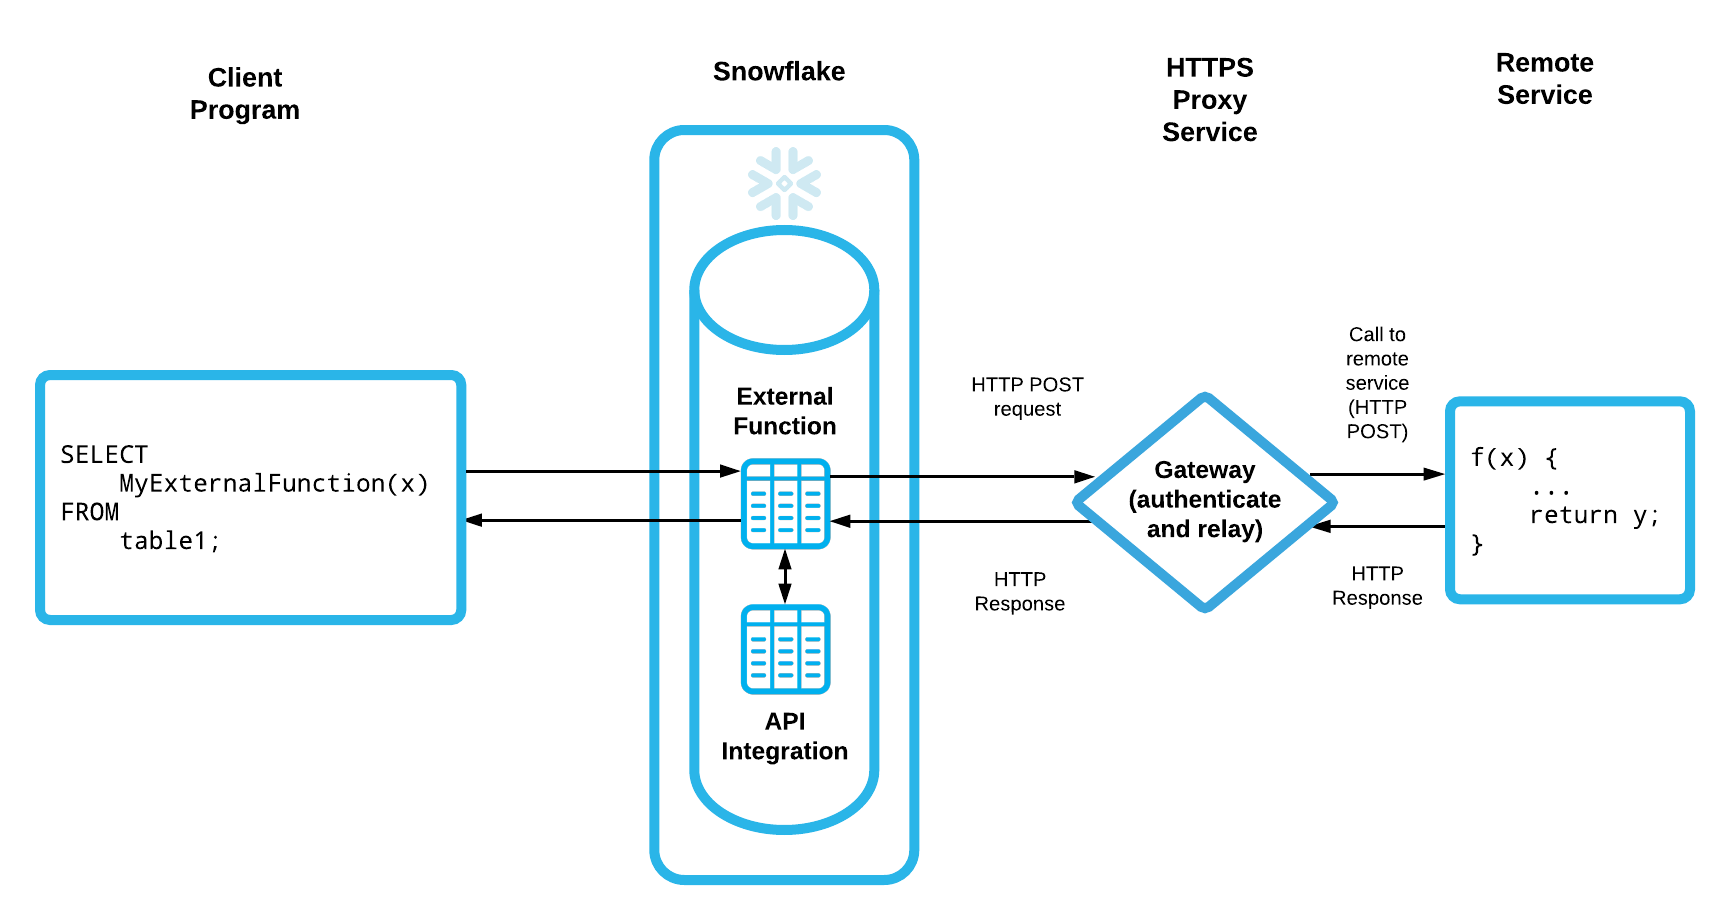 Client
Program
Snowflake
HTTPS
Proxy
Service
Remote
Service
SELECT
    MyExternalFunction(x)
FROM
    table1;
External
Function
API
Integration
HTTP POST
request
HTTP
Response
Gateway
(authenticate
and relay)
Call to
remote
service
(HTTP
POST)
HTTP
Response
f(x) {
    ...
    return y;
}